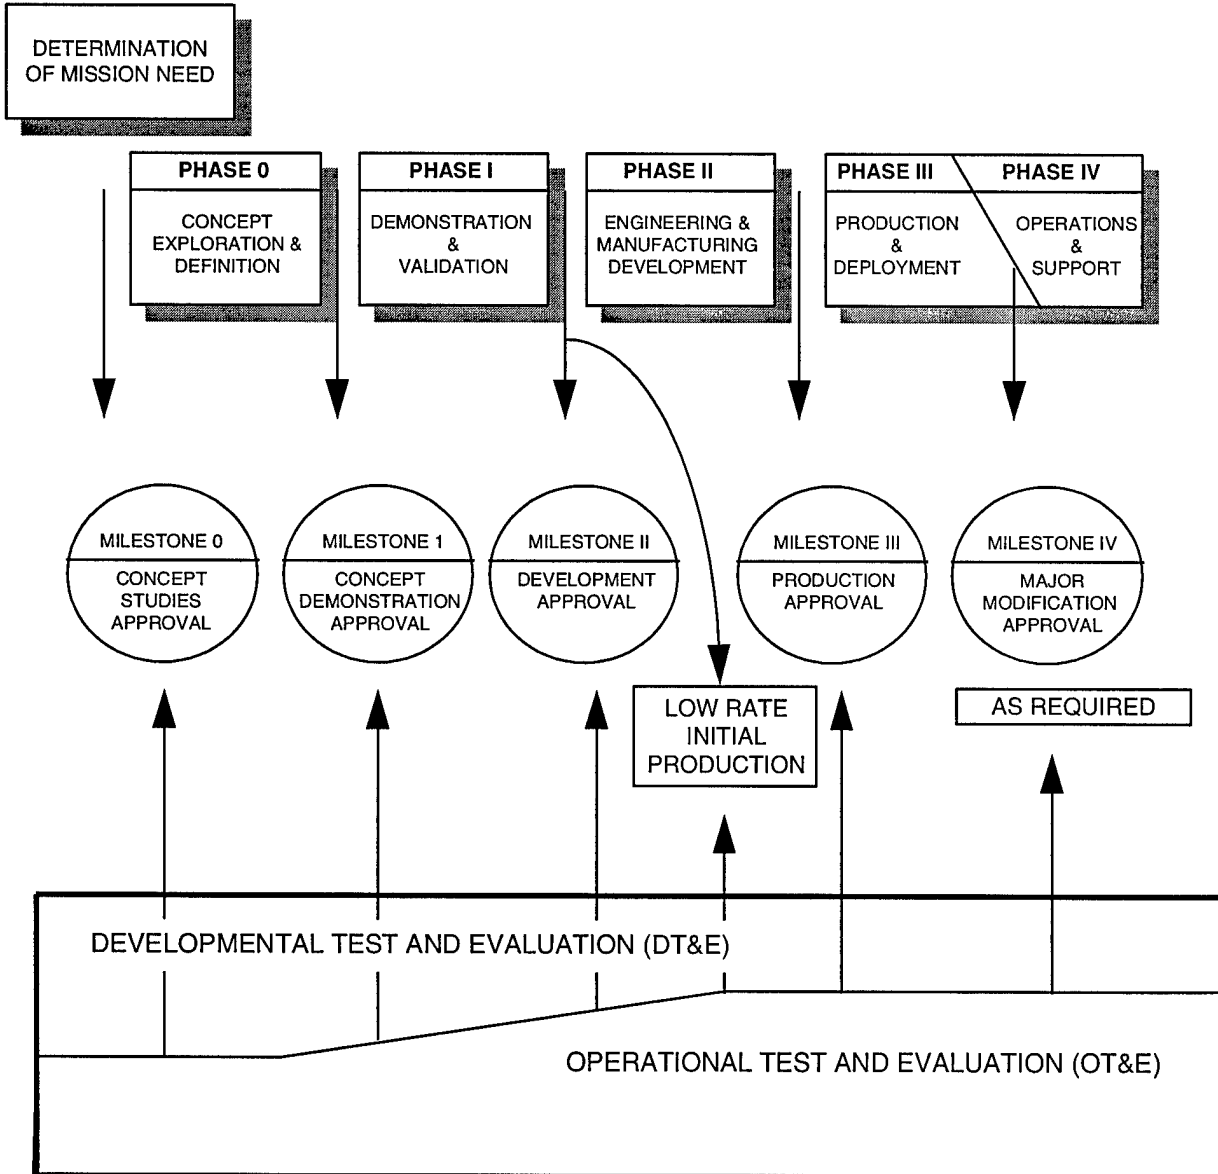 DETERMINATION
OF MISSION NEED
PHASE 0
CONCEPT
EXPLORATION &
DEFINITION
PHASE I
DEMONSTRATION
&
VALIDATION
PHASE II
ENGINEERING &
MANUFACTURING
DEVELOPMENT
PHASE III
PRODUCTION
&
DEPLOYMENT
PHASE IV
OPERATIONS
&
SUPPORT
MILESTONE 0
CONCEPT
STUDIES
APPROVAL
MILESTONE 1
CONCEPT
DEMONSTRATION
APPROVAL
MILESTONE II
DEVELOPMENT
APPROVAL
MILESTONE III
PRODUCTION
APPROVAL
MILESTONE IV
MAJOR
MODIFICATION
APPROVAL
LOW RATE
INITIAL
PRODUCTION
AS REQUIRED
DEVELOPMENTAL TEST AND EVALUATION (DT&E)
OPERATIONAL TEST AND EVALUATION (OT&E)